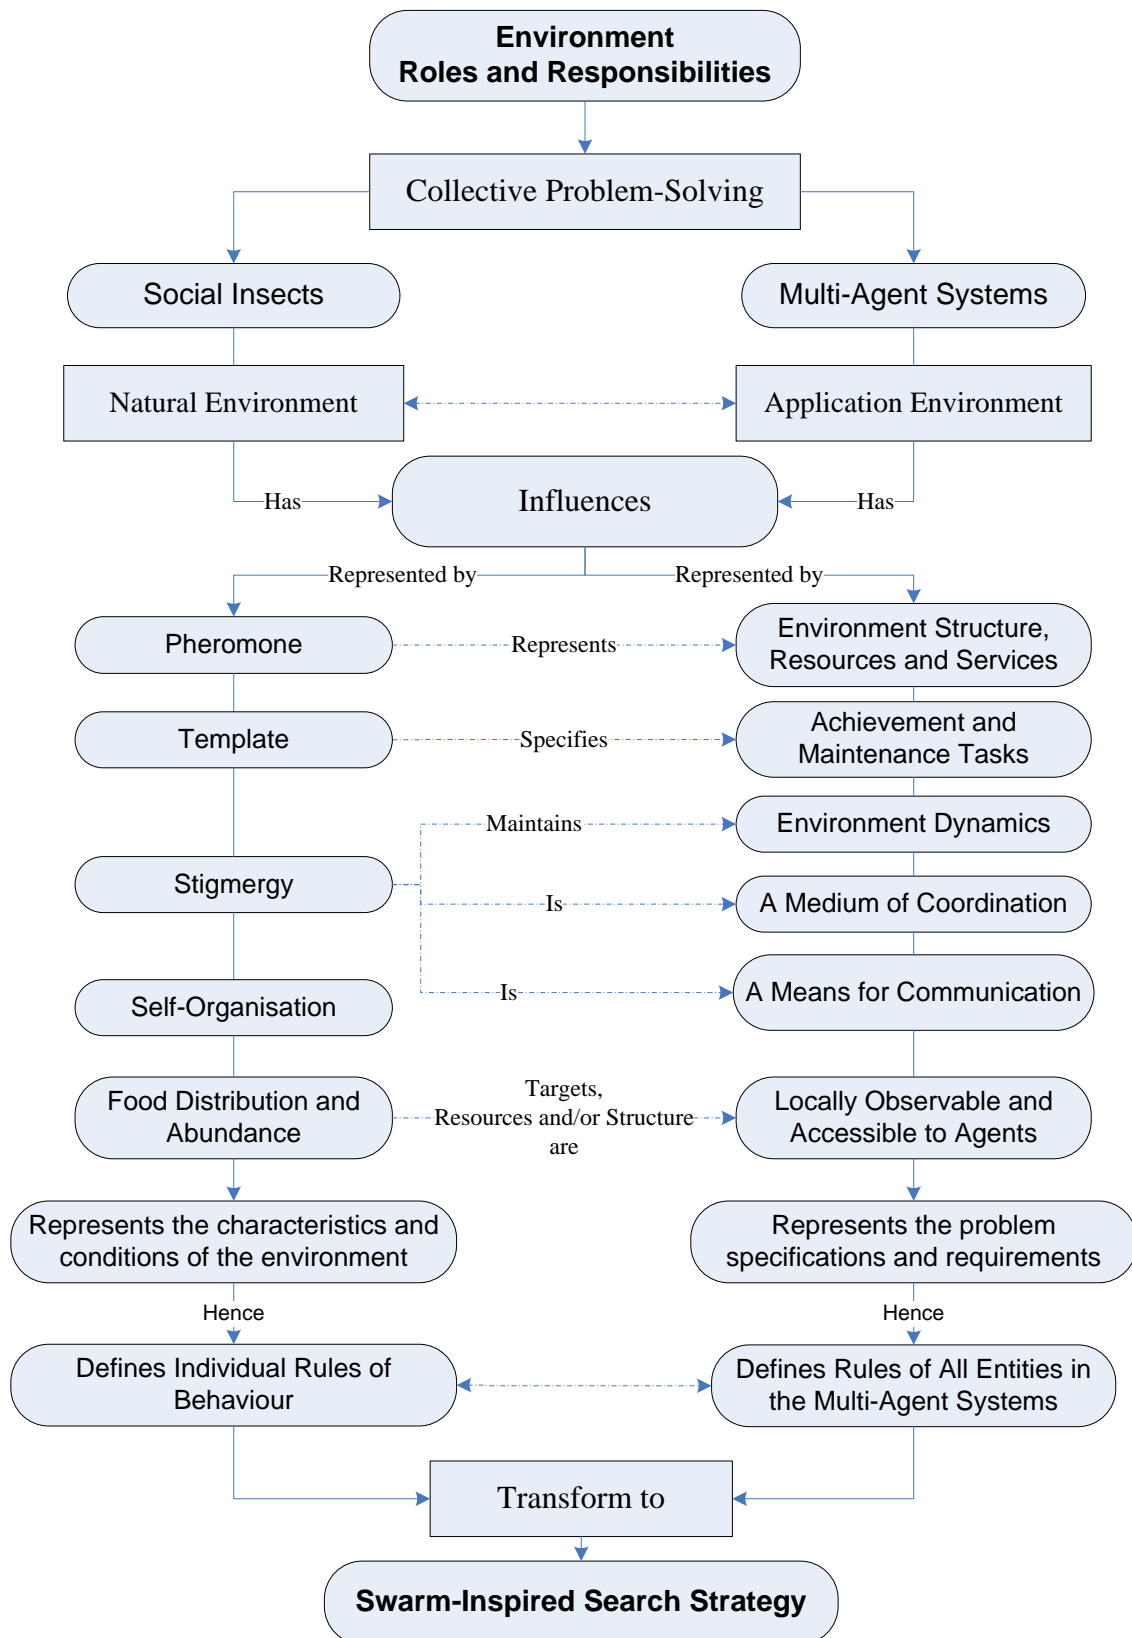 Environment
Roles and Responsibilities
Collective Problem-Solving
Social Insects
Multi-Agent Systems
Natural Environment
Application Environment
Influences
Has
Has
Represented by
Represented by
Pheromone
Represents
Environment Structure,
Resources and Services
Template
Specifies
Achievement and
Maintenance Tasks
Maintains
Environment Dynamics
Stigmergy
Is
A Medium of Coordination
Self-Organisation
Is
A Means for Communication
Food Distribution and
Abundance
Targets,
Resources and/or Structure
are
Locally Observable and
Accessible to Agents
Represents the characteristics and
conditions of the environment
Represents the problem
specifications and requirements
Hence
Hence
Defines Individual Rules of
Behaviour
Defines Rules of All Entities in
the Multi-Agent Systems
Transform to
Swarm-Inspired Search Strategy